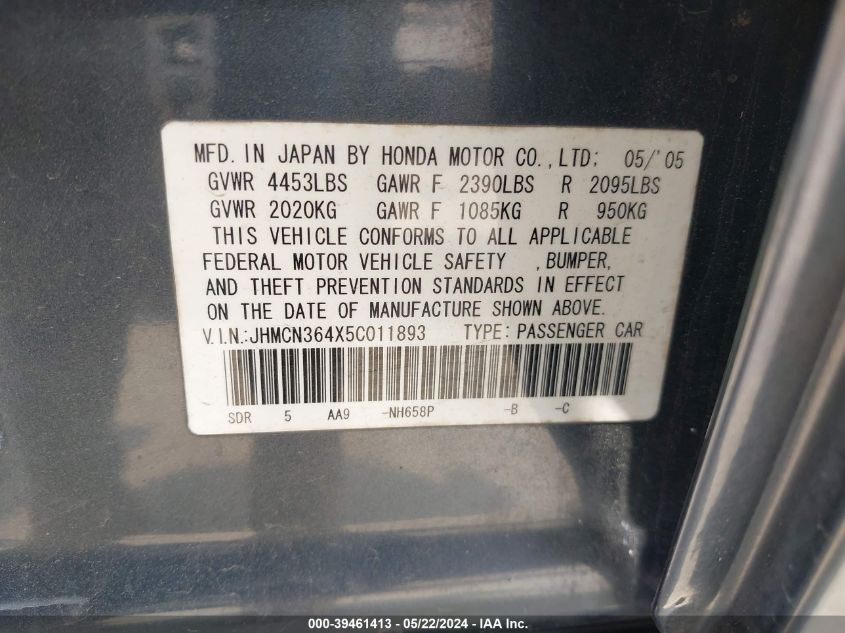 MFD. IN JAPAN BY HONDA MOTOR CO.,LTD; 05/'05
GVWR 4453LBS GAWR F 2390LBS R 2095LBS
GVWR 2020KG GAWR F 1085KG R 950KG
THIS VEHICLE CONFORMS TO ALL APPLICABLE
FEDERAL MOTOR VEHICLE SAFETY ,BUMPER,
AND THEFT PREVENTION STANDARDS IN EFFECT
ON THE DATE OF MANUFACTURE SHOWN ABOVE.
V.I.N.:JHMCN364X5C011893 TYPE: PASSENGER CAR
SDR 5 AA9 -NH658P -B -C
000-39461413 - 05/22/2024 - IAA Inc.